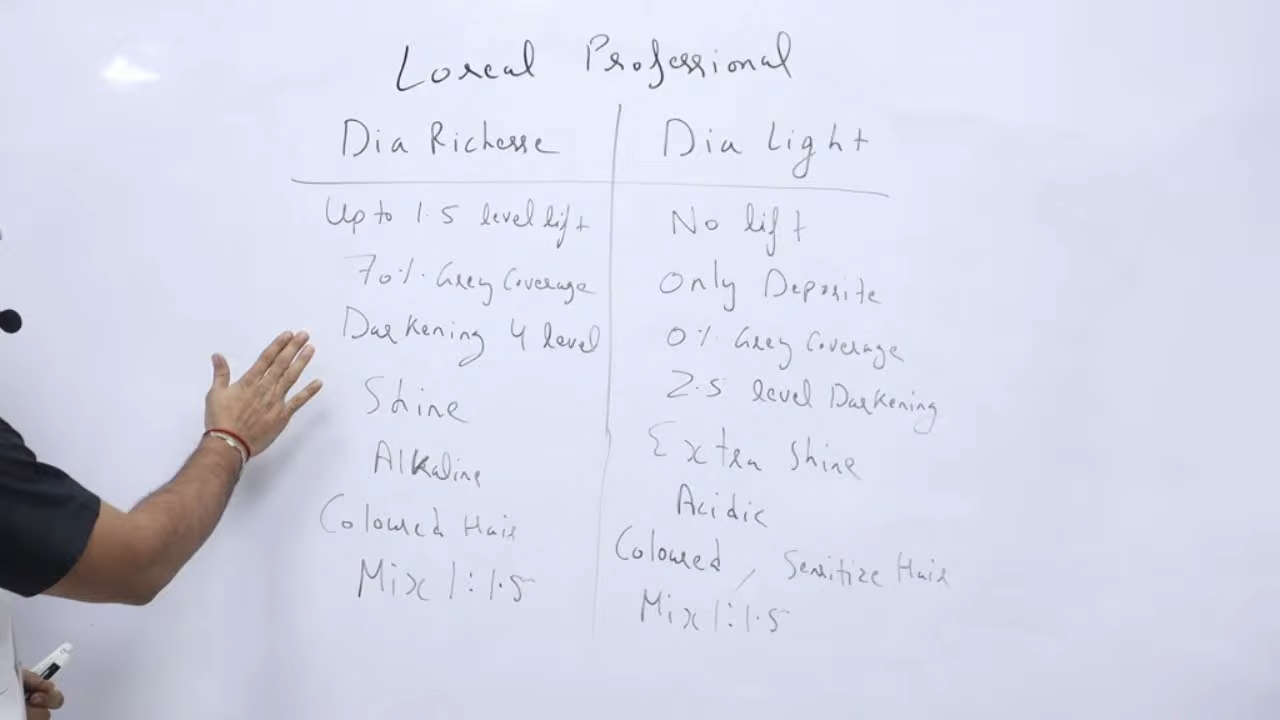 Loreal Professional
Dia Richesse
Up to 1.5 level lift
70% Grey Coverage
Darkening 4 level
Shine
Alkaline
Coloured Hair
Mix 1:1.5
Dia Light
No lift
Only Deposite
0% Grey Coverage
2.5 level Darkening
Extra Shine
Acidic
Coloured, Sensitize Hair
Mix 1:1.5